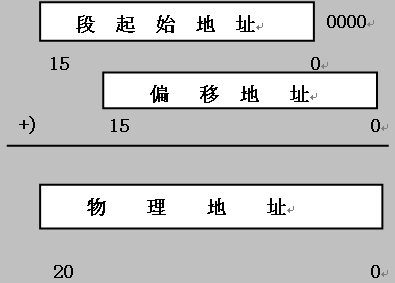 段 起 始 地 址 0000
15 0
偏 移 地 址
+) 15 0
物 理 地 址
20 0